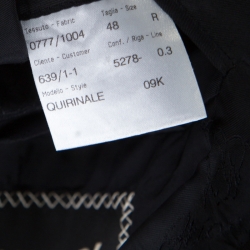 Tessuto - Fabric Taglia - Size
0777/1004 48 R
Cliente - Customer Conf./Riga - Line
639/1-1 5278- 0.3
Modello - Style
QUIRINALE 09K